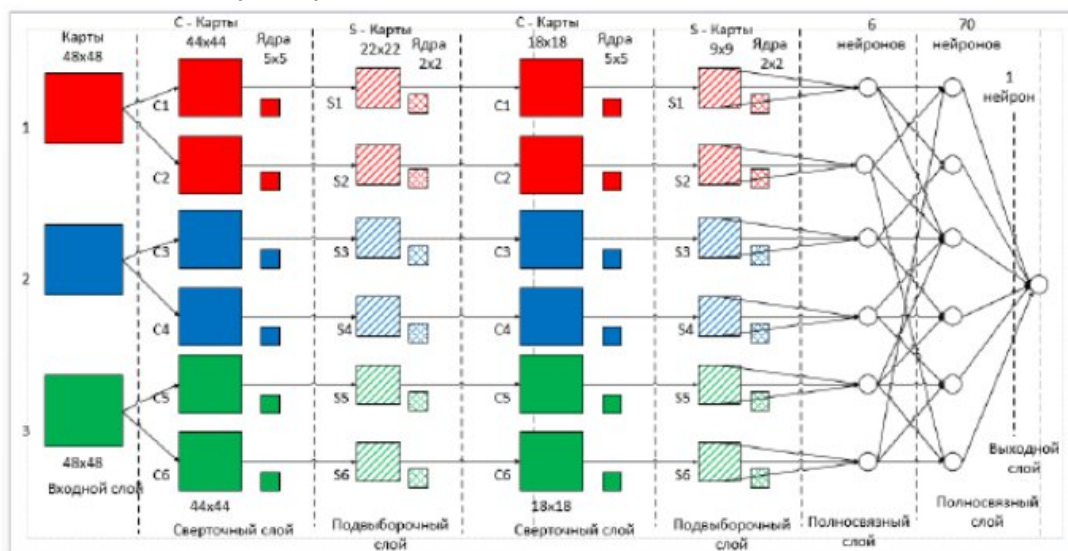 С - Карты
44x44
Ядра
5x5
S - Карты
22x22
Ядра
2x2
С - Карты
18x18
Ядра
5x5
S - Карты
9x9
Ядра
2x2
6
нейронов
70
нейронов
1
нейрон
Карты
48x48
1
2
3
C1
C2
C3
C4
C5
C6
S1
S2
S3
S4
S5
S6
C1
C2
C3
C4
C5
C6
S1
S2
S3
S4
S5
S6
48x48
Входной слой
44x44
Сверточный слой
Подвыборочный
слой
18x18
Сверточный слой
Подвыборочный
слой
Полносвязный
слой
Полносвязный
слой
Выходной
слой